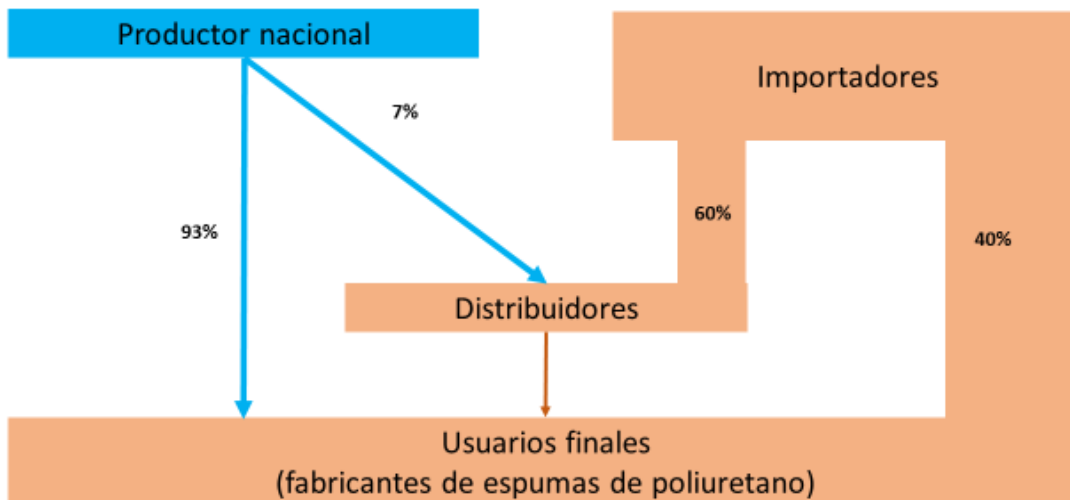 Productor nacional
Importadores
7%
93%
60%
40%
Distribuidores
Usuarios finales
(fabricantes de espumas de poliuretano)